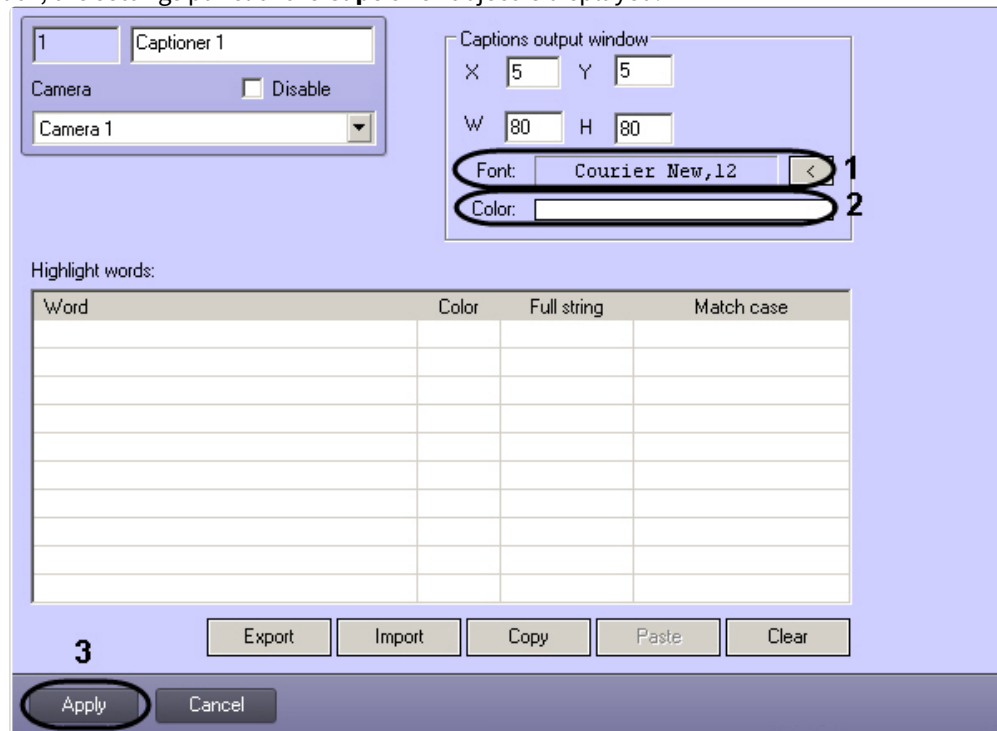 1 Captioner 1
Camera Disable
Camera 1
Captions output window
X 5 Y 5
W 80 H 80
Font: Courier New,12 < 1
Color: 2
Highlight words:
Word Color Full string Match case
Export Import Copy Paste Clear
3
Apply Cancel